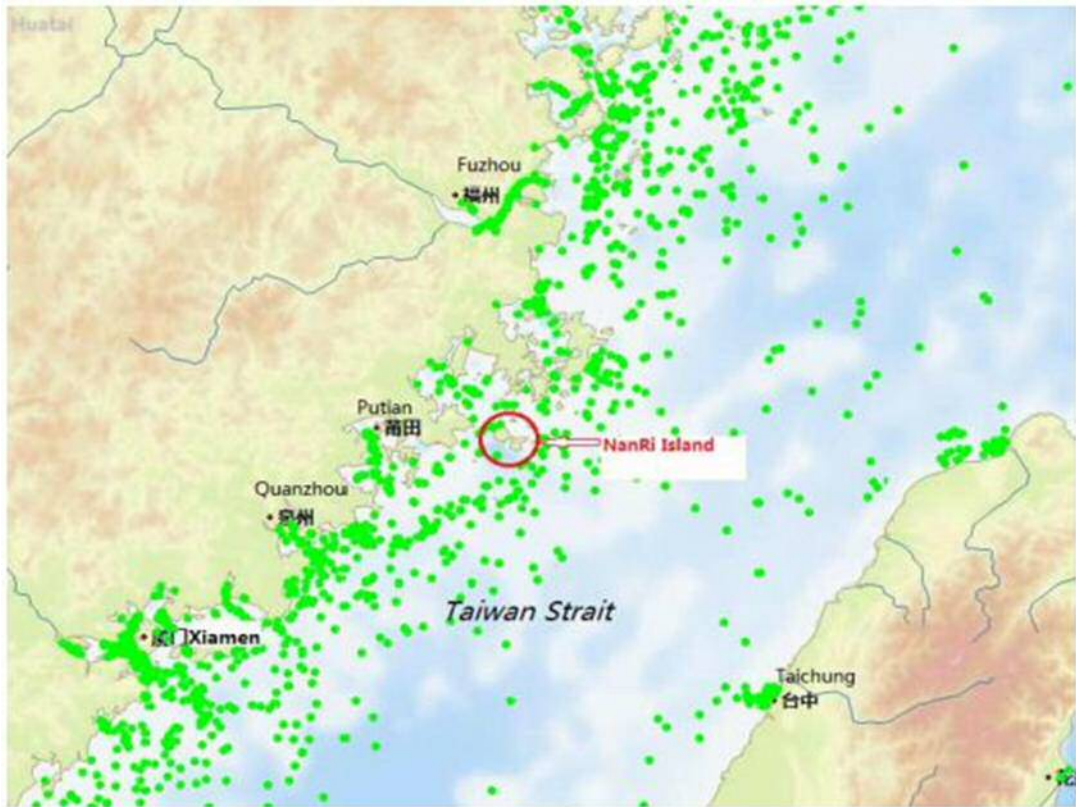 Huatai
Fuzhou
福州
Putian
莆田
NanRi Island
Quanzhou
泉州
Taiwan Strait
厦门Xiamen
Taichung
台中